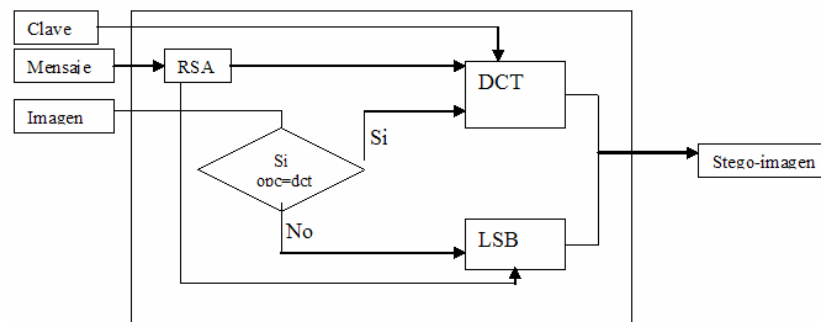 Clave
Mensaje
RSA
DCT
Imagen
Si
Si
opc=dct
Stego-imagen
No
LSB